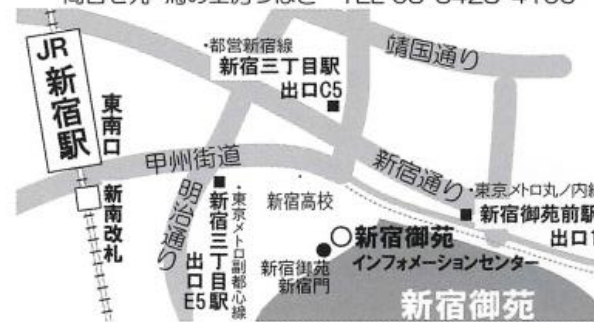 JR新宿駅
東南口
新南改札
・都営新宿線
新宿三丁目駅
出口C5
靖国通り
甲州街道
明治通り
新宿通り
・東京メトロ副都心線
新宿三丁目駅
出口E5
新宿高校
・東京メトロ丸ノ内線
新宿御苑前駅
出口1
新宿御苑
インフォメーションセンター
新宿御苑
新宿門
新宿御苑